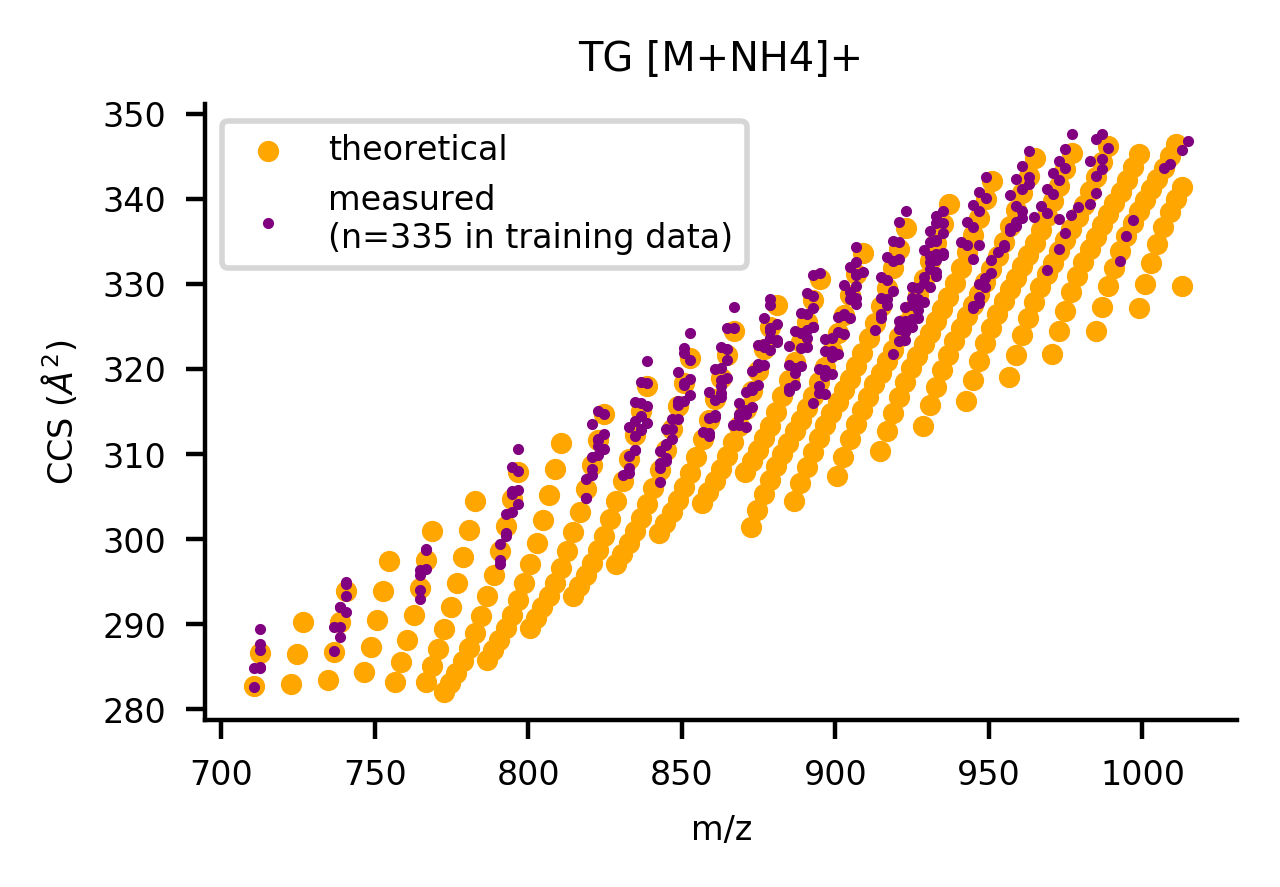 TG [M+NH4]+
theoretical
measured
(n=335 in training data)
CCS (Å²)
350
340
330
320
310
300
290
280
700 750 800 850 900 950 1000
m/z